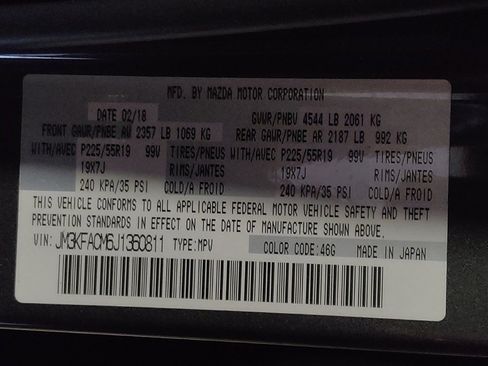 MFD. BY MAZDA MOTOR CORPORATION
DATE 02/18 GVWR/PNBV 4544 LB 2061 KG
FRONT GAWR/PNBE AV 2357 LB 1069 KG REAR GAWR/PNBE AR 2187 LB 992 KG
WITH/AVEC P225/55R19 99V TIRES/PNEUS WITH/AVEC P225/55R19 99V TIRES/PNEUS
19X7J RIMS/JANTES 19X7J RIMS/JANTES
240 KPA/35 PSI COLD/A FROID 240 KPA/35 PSI COLD/A FROID
THIS VEHICLE CONFORMS TO ALL APPLICABLE FEDERAL MOTOR VEHICLE SAFETY AND THEFT
PREVENTION STANDARDS IN EFFECT ON THE DATE OF MANUFACTURE SHOWN ABOVE.
VIN: JM3KFACM6J1360811 TYPE:MPV COLOR CODE:46G MADE IN JAPAN